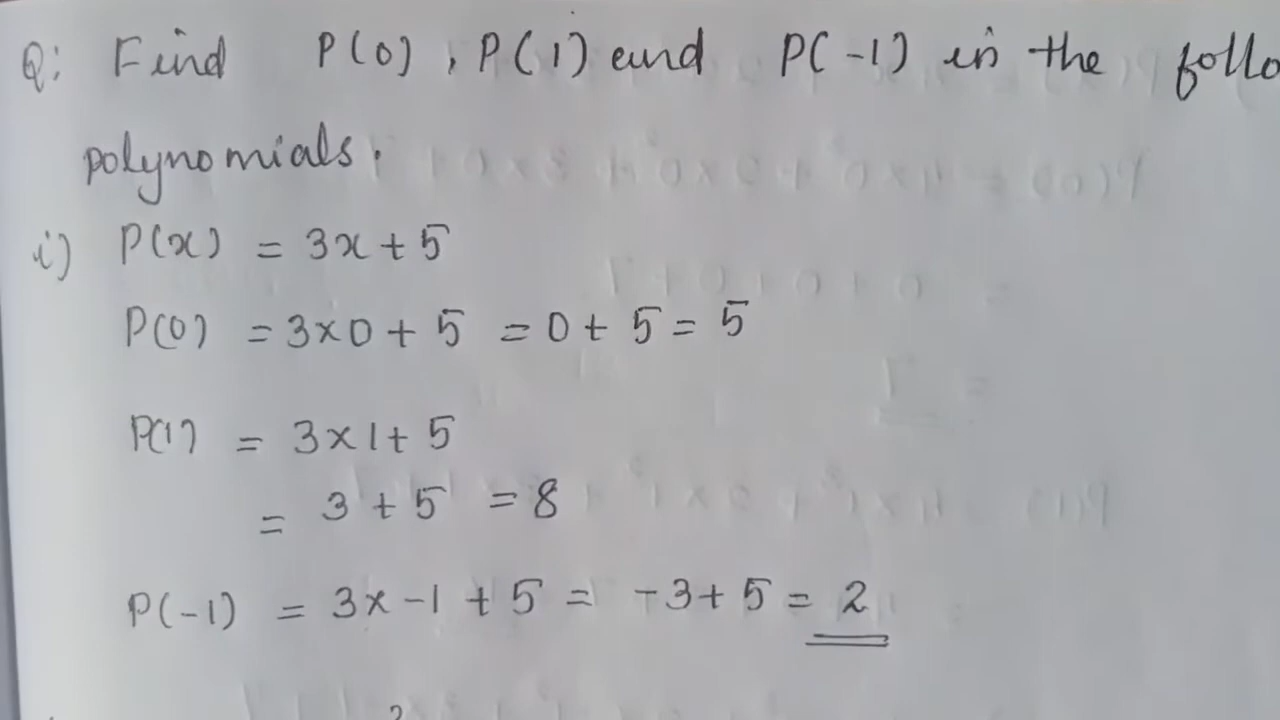 Q: Find P(0), P(1) and P(-1) in the follo
polynomials.
i) P(x) = 3x + 5
P(0) = 3×0 + 5 = 0 + 5 = 5
P(1) = 3×1 + 5
= 3 + 5 = 8
P(-1) = 3×-1 + 5 = -3 + 5 = 2